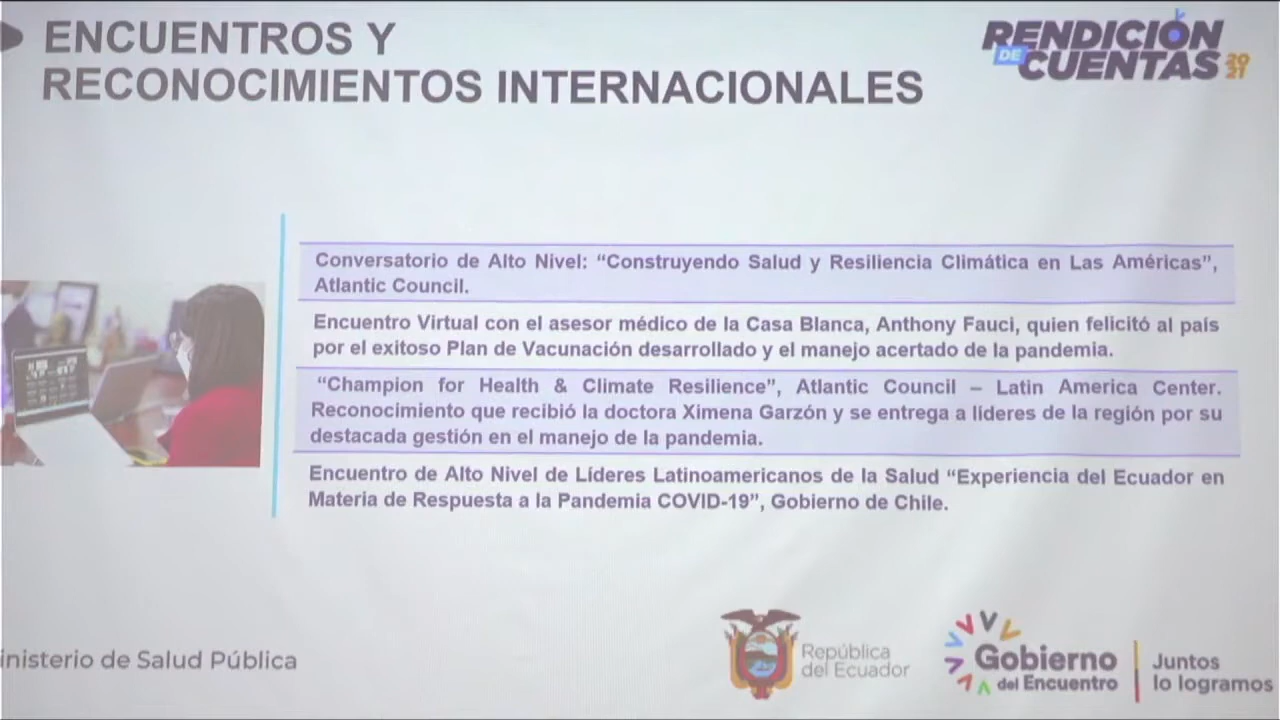 ENCUENTROS Y
RECONOCIMIENTOS INTERNACIONALES
RENDICIÓN
DE CUENTAS 2021
Conversatorio de Alto Nivel: “Construyendo Salud y Resiliencia Climática en Las Américas”,
Atlantic Council.
Encuentro Virtual con el asesor médico de la Casa Blanca, Anthony Fauci, quien felicitó al país
por el exitoso Plan de Vacunación desarrollado y el manejo acertado de la pandemia.
“Champion for Health & Climate Resilience”, Atlantic Council – Latin America Center.
Reconocimiento que recibió la doctora Ximena Garzón y se entrega a líderes de la región por su
destacada gestión en el manejo de la pandemia.
Encuentro de Alto Nivel de Líderes Latinoamericanos de la Salud “Experiencia del Ecuador en
Materia de Respuesta a la Pandemia COVID-19”, Gobierno de Chile.
inisterio de Salud Pública
República
del Ecuador
Gobierno
del Encuentro
Juntos
lo logramos